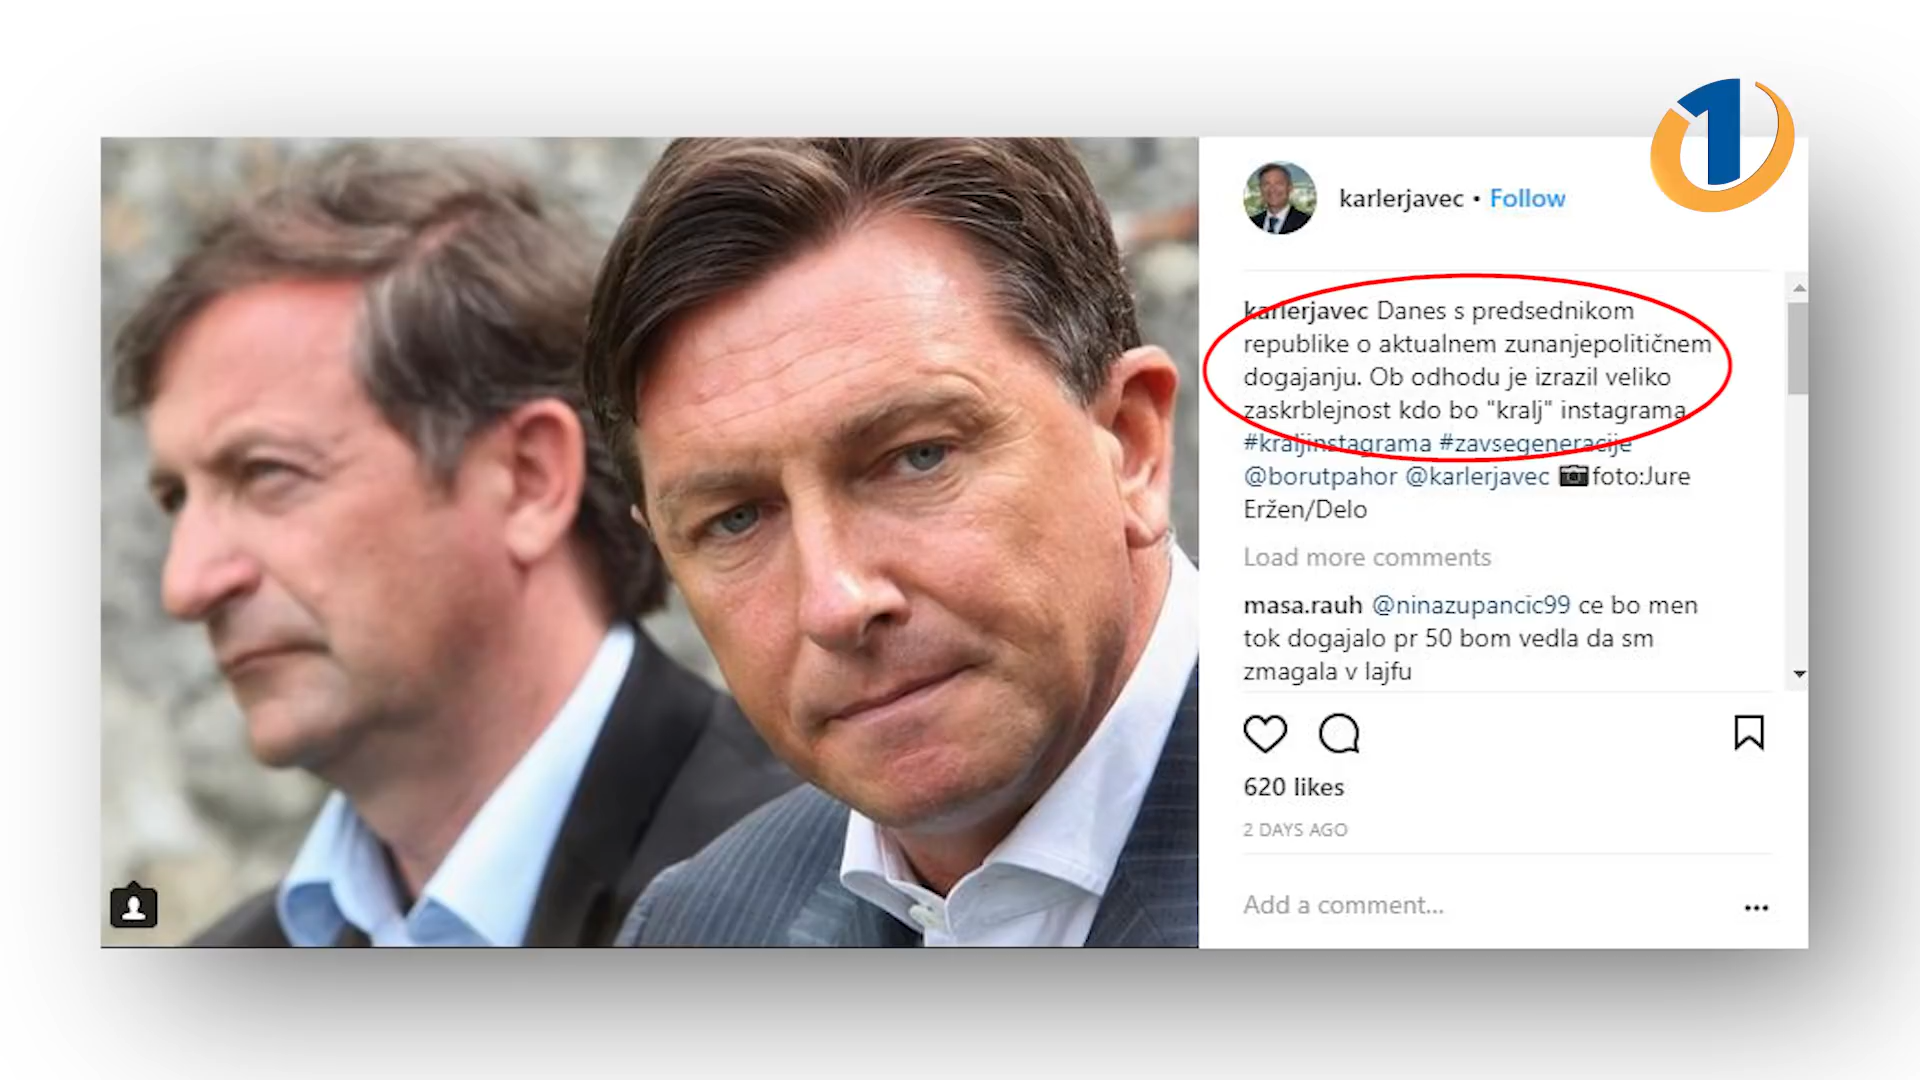 1
karlerjavec • Follow
karlerjavec Danes s predsednikom
republike o aktualnem zunanjepolitičnem
dogajanju. Ob odhodu je izrazil veliko
zaskrblejnost kdo bo "kralj" instagrama
#kraljinstagrama #zavsegeneracije
@borutpahor @karlerjavec foto:Jure
Eržen/Delo
Load more comments
masa.rauh @ninazupancic99 ce bo men
tok dogajalo pr 50 bom vedla da sm
zmagala v lajfu
620 likes
2 DAYS AGO
Add a comment...